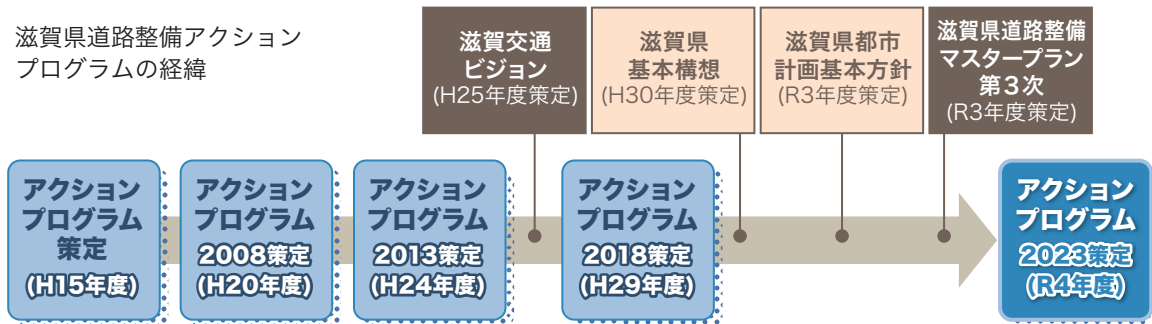 滋賀県道路整備アクション
プログラムの経緯
滋賀交通
ビジョン
(H25年度策定)
滋賀県
基本構想
(H30年度策定)
滋賀県都市
計画基本方針
(R3年度策定)
滋賀県道路整備
マスタープラン
第3次
(R3年度策定)
アクション
プログラム
策定
(H15年度)
アクション
プログラム
2008策定
(H20年度)
アクション
プログラム
2013策定
(H24年度)
アクション
プログラム
2018策定
(H29年度)
アクション
プログラム
2023策定
(R4年度)